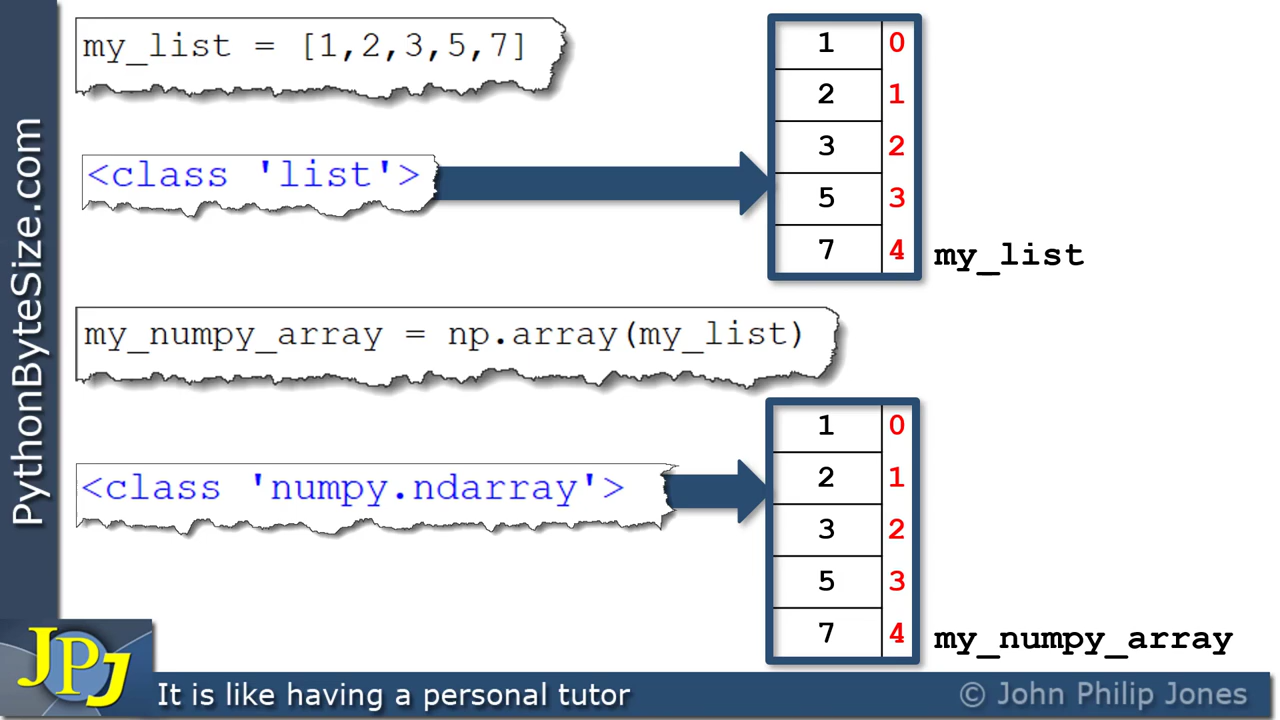 my_list = [1,2,3,5,7]
1 0
2 1
3 2
5 3
7 4
my_list
<class 'list'>
my_numpy_array = np.array(my_list)
<class 'numpy.ndarray'>
1 0
2 1
3 2
5 3
7 4
my_numpy_array
PythonByteSize.com
JPJ
It is like having a personal tutor
© John Philip Jones